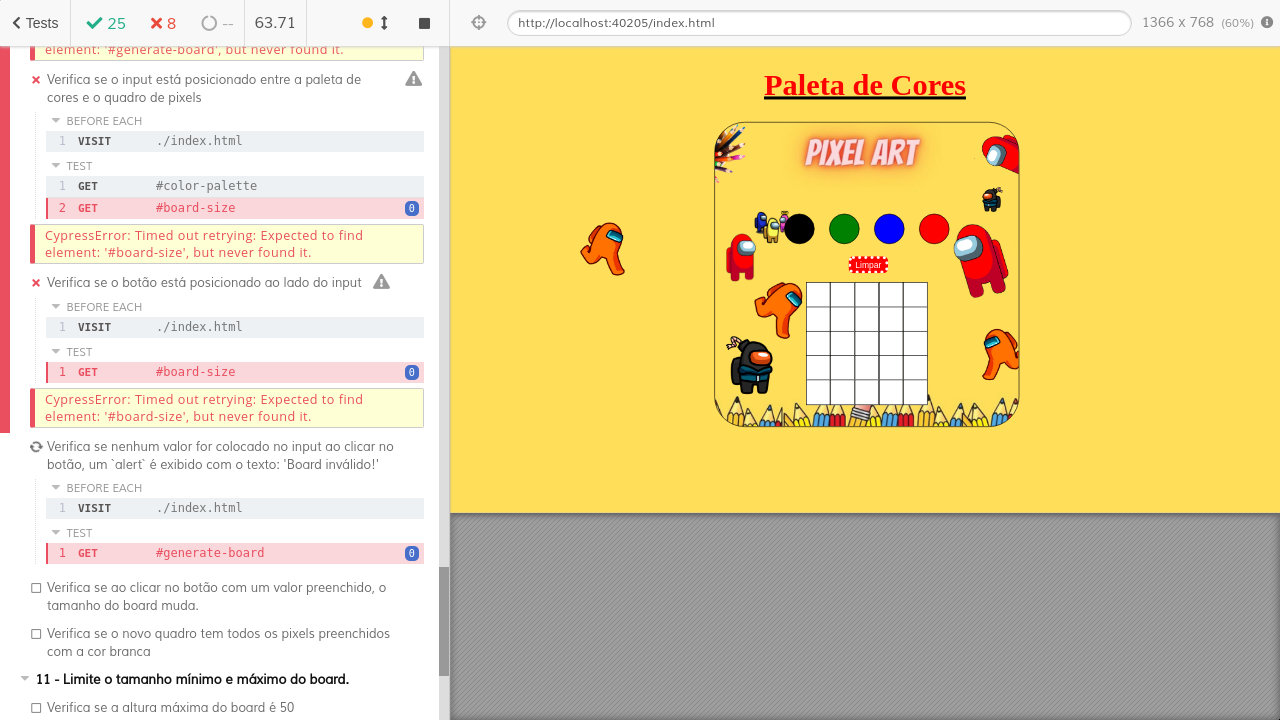 Tests
25
8
--
63.71
http://localhost:40205/index.html
1366 x 768 (60%)
element: '#generate-board', but never found it.
Verifica se o input está posicionado entre a paleta de
cores e o quadro de pixels
BEFORE EACH
1 VISIT ./index.html
TEST
1 GET #color-palette
2 GET #board-size 0
CypressError: Timed out retrying: Expected to find
element: '#board-size', but never found it.
Verifica se o botão está posicionado ao lado do input
BEFORE EACH
1 VISIT ./index.html
TEST
1 GET #board-size 0
CypressError: Timed out retrying: Expected to find
element: '#board-size', but never found it.
Verifica se nenhum valor for colocado no input ao clicar no
botão, um `alert` é exibido com o texto: 'Board inválido!'
BEFORE EACH
1 VISIT ./index.html
TEST
1 GET #generate-board 0
Verifica se ao clicar no botão com um valor preenchido, o
tamanho do board muda.
Verifica se o novo quadro tem todos os pixels preenchidos
com a cor branca
11 - Limite o tamanho mínimo e máximo do board.
Verifica se a altura máxima do board é 50
Paleta de Cores
PIXEL ART
Limpar